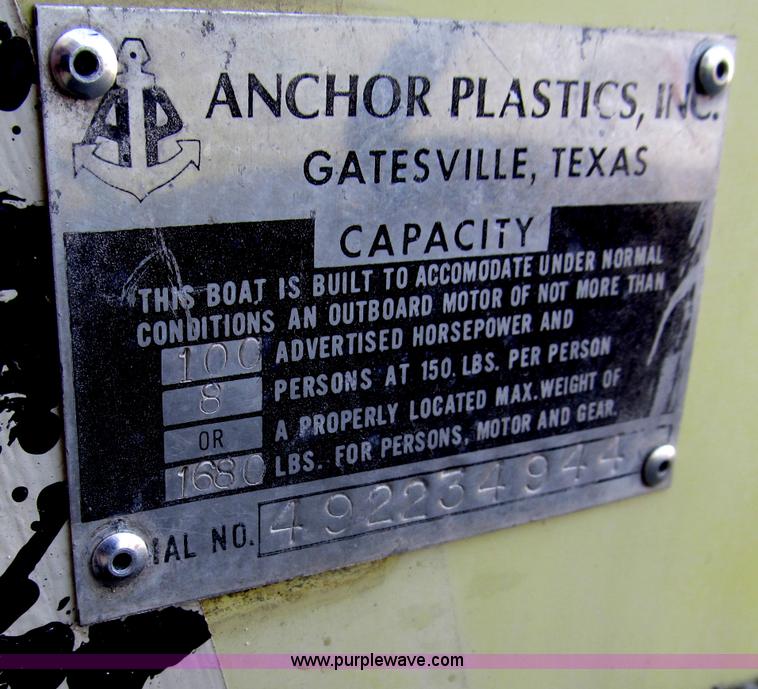 AP
ANCHOR PLASTICS, INC.
GATESVILLE, TEXAS
CAPACITY
THIS BOAT IS BUILT TO ACCOMODATE UNDER NORMAL
CONDITIONS AN OUTBOARD MOTOR OF NOT MORE THAN
100 ADVERTISED HORSEPOWER AND
8 PERSONS AT 150. LBS. PER PERSON
OR A PROPERLY LOCATED MAX. WEIGHT OF
1680 LBS. FOR PERSONS, MOTOR AND GEAR.
IAL NO. 492234944
www.purplewave.com